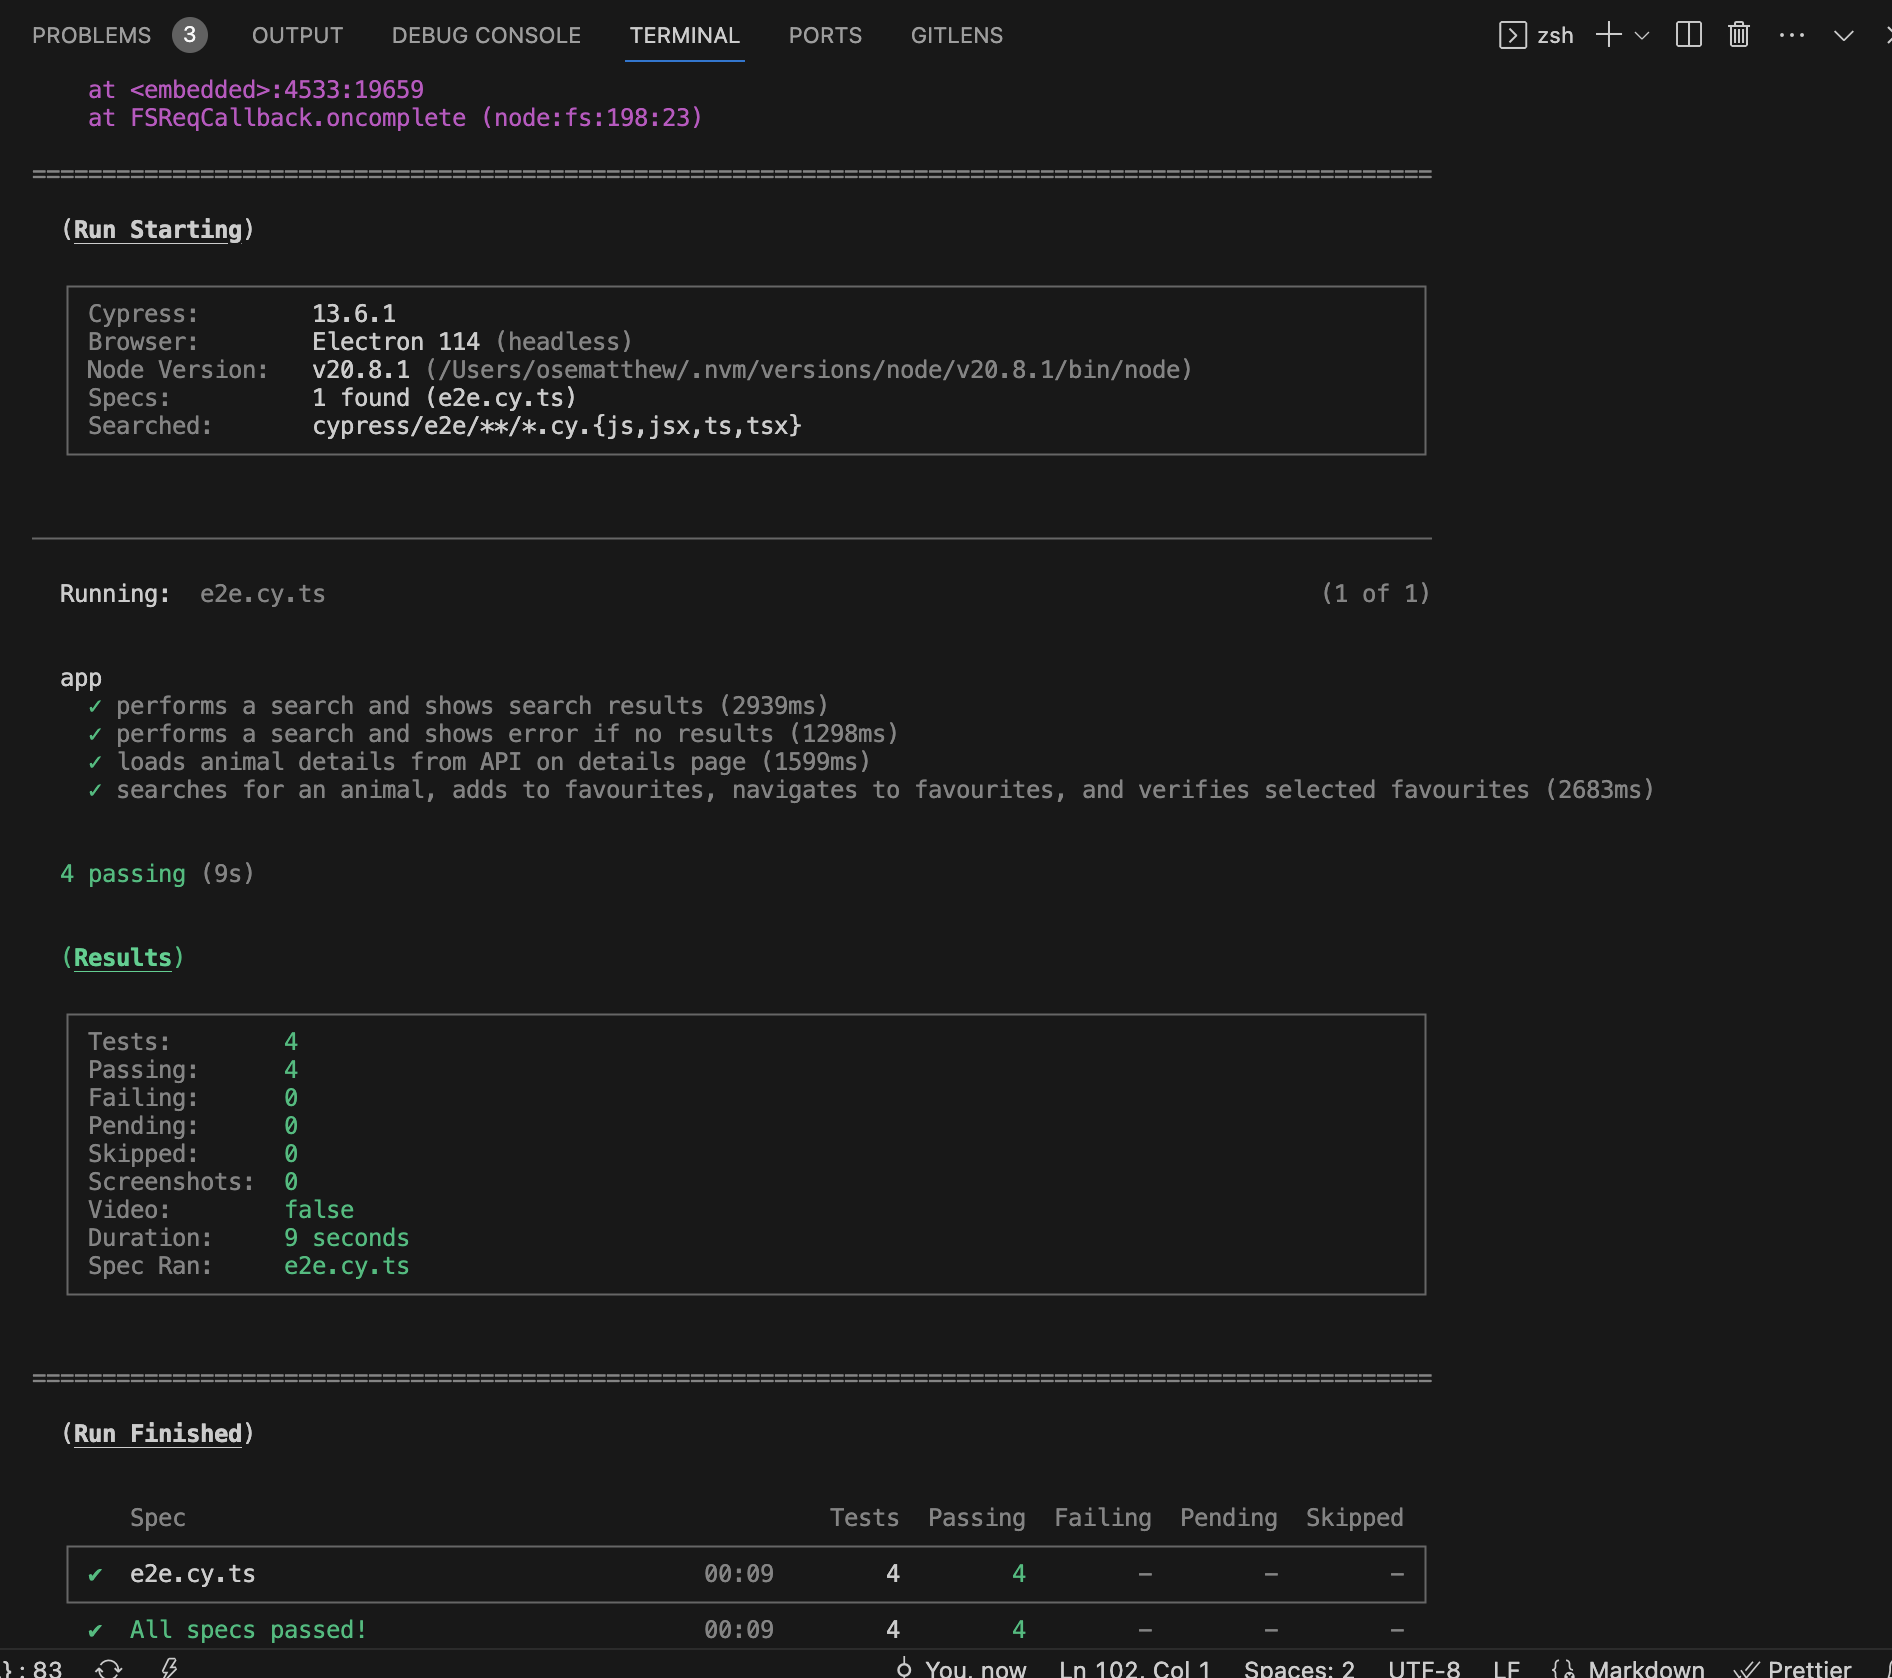 PROBLEMS 3 OUTPUT DEBUG CONSOLE TERMINAL PORTS GITLENS zsh
at <embedded>:4533:19659
at FSReqCallback.oncomplete (node:fs:198:23)
====================================================================================================
(Run Starting)
Cypress: 13.6.1
Browser: Electron 114 (headless)
Node Version: v20.8.1 (/Users/osematthew/.nvm/versions/node/v20.8.1/bin/node)
Specs: 1 found (e2e.cy.ts)
Searched: cypress/e2e/**/*.cy.{js,jsx,ts,tsx}
Running: e2e.cy.ts (1 of 1)
app
✓ performs a search and shows search results (2939ms)
✓ performs a search and shows error if no results (1298ms)
✓ loads animal details from API on details page (1599ms)
✓ searches for an animal, adds to favourites, navigates to favourites, and verifies selected favourites (2683ms)
4 passing (9s)
(Results)
Tests: 4
Passing: 4
Failing: 0
Pending: 0
Skipped: 0
Screenshots: 0
Video: false
Duration: 9 seconds
Spec Ran: e2e.cy.ts
====================================================================================================
(Run Finished)
Spec Tests Passing Failing Pending Skipped
✔ e2e.cy.ts 00:09 4 4 - - -
✔ All specs passed! 00:09 4 4 - - -
}: 83 You, now Ln 102, Col 1 Spaces: 2 UTF-8 LF Markdown Prettier